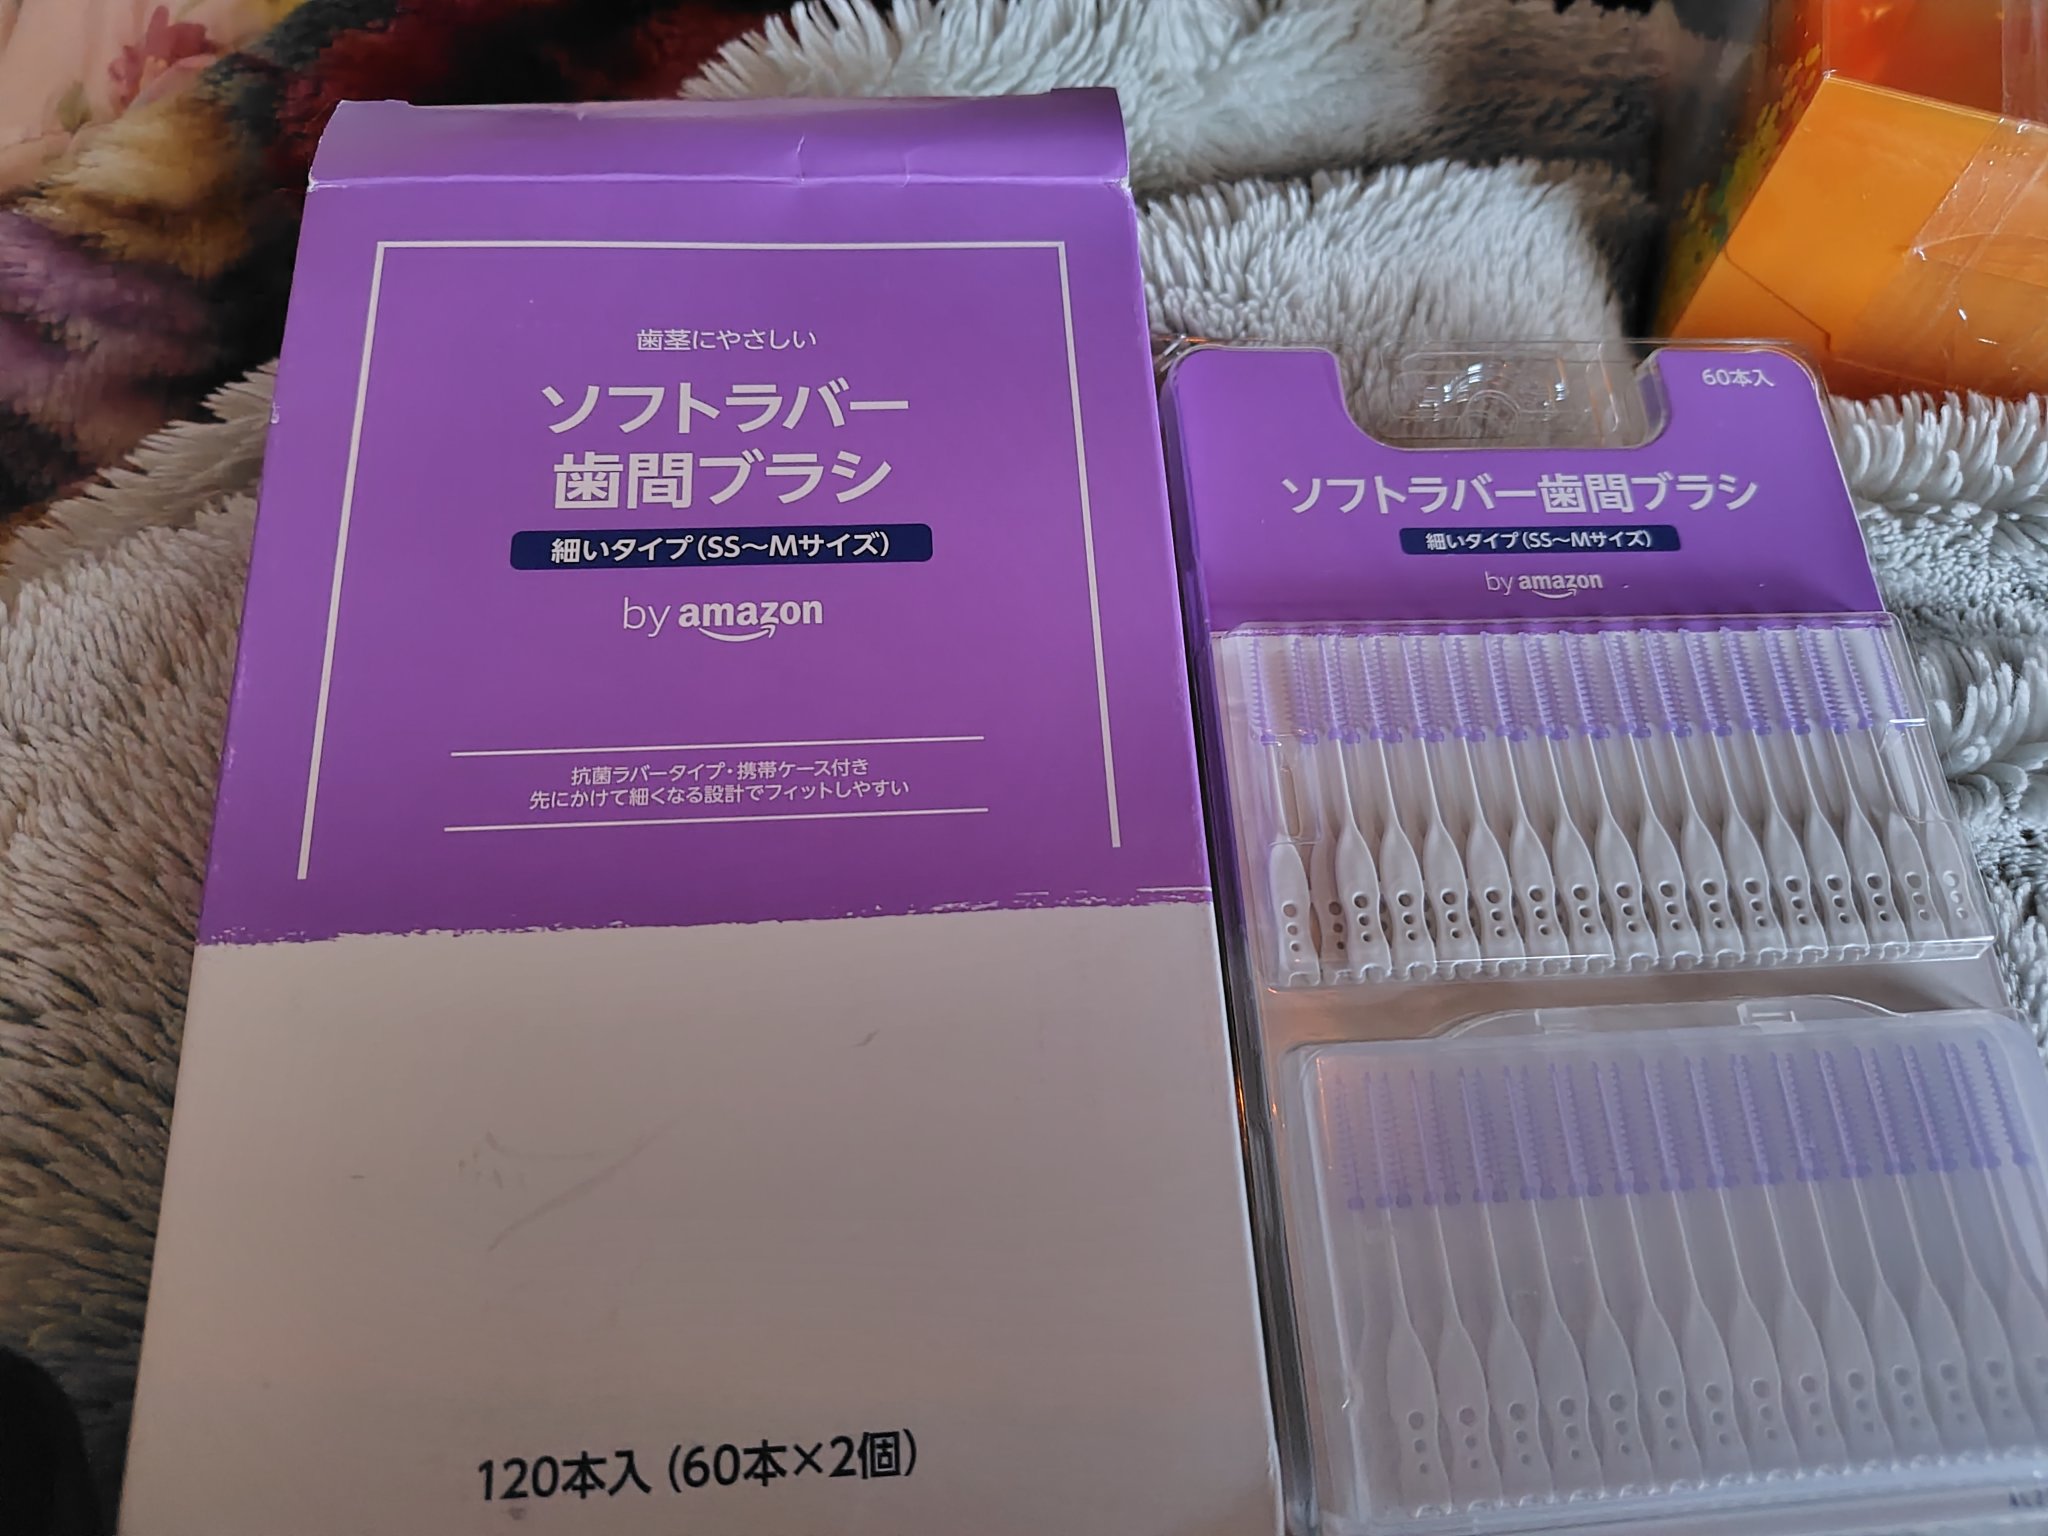 歯茎にやさしい
ソフトラバー
歯間ブラシ
細いタイプ(SS〜Mサイズ)
by amazon
抗菌ラバータイプ・携帯ケース付き
先にかけて細くなる設計でフィットしやすい
120本入 (60本×2個)
60本入
ソフトラバー歯間ブラシ
細いタイプ(SS〜Mサイズ)
by amazon